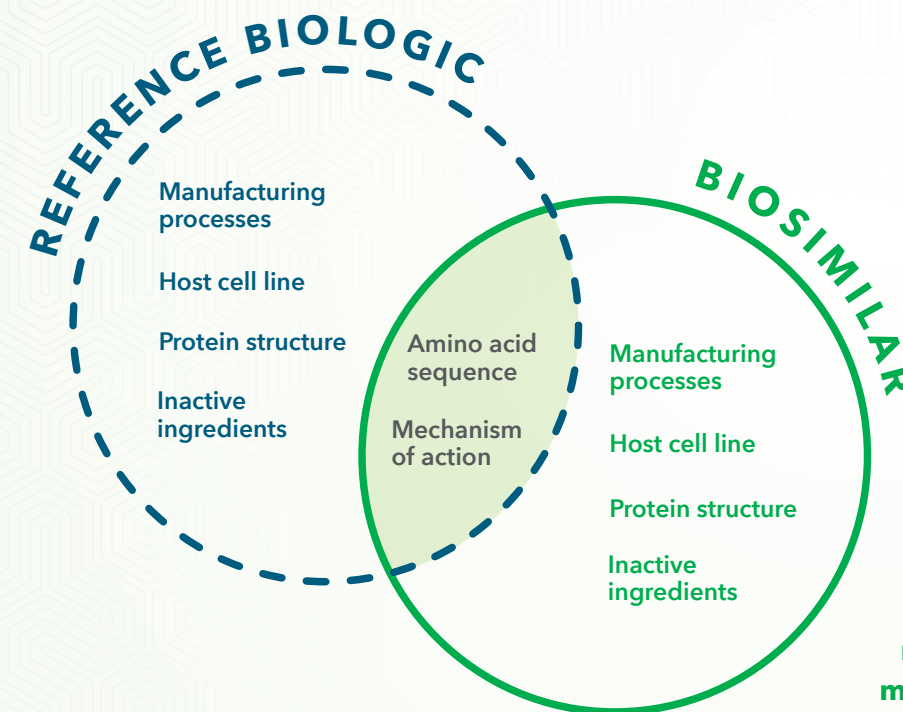 REFERENCE BIOLOGIC
Manufacturing
processes
Host cell line
Protein structure
Inactive
ingredients
Amino acid
sequence
Mechanism
of action
BIOSIMILAR
Manufacturing
processes
Host cell line
Protein structure
Inactive
ingredients